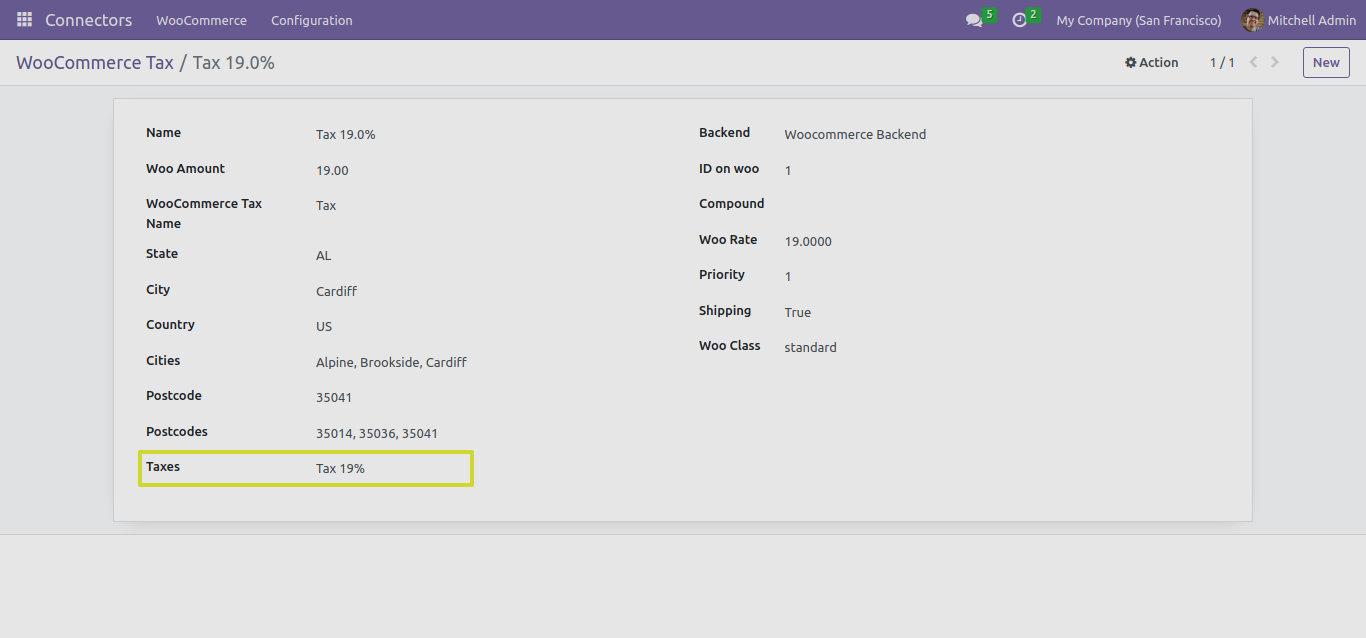 Connectors WooCommerce Configuration 5 2 My Company (San Francisco) Mitchell Admin
WooCommerce Tax / Tax 19.0% Action 1 / 1 New
Name Tax 19.0%
Woo Amount 19.00
WooCommerce Tax Name Tax
State AL
City Cardiff
Country US
Cities Alpine, Brookside, Cardiff
Postcode 35041
Postcodes 35014, 35036, 35041
Taxes Tax 19%
Backend Woocommerce Backend
ID on woo 1
Compound
Woo Rate 19.0000
Priority 1
Shipping True
Woo Class standard